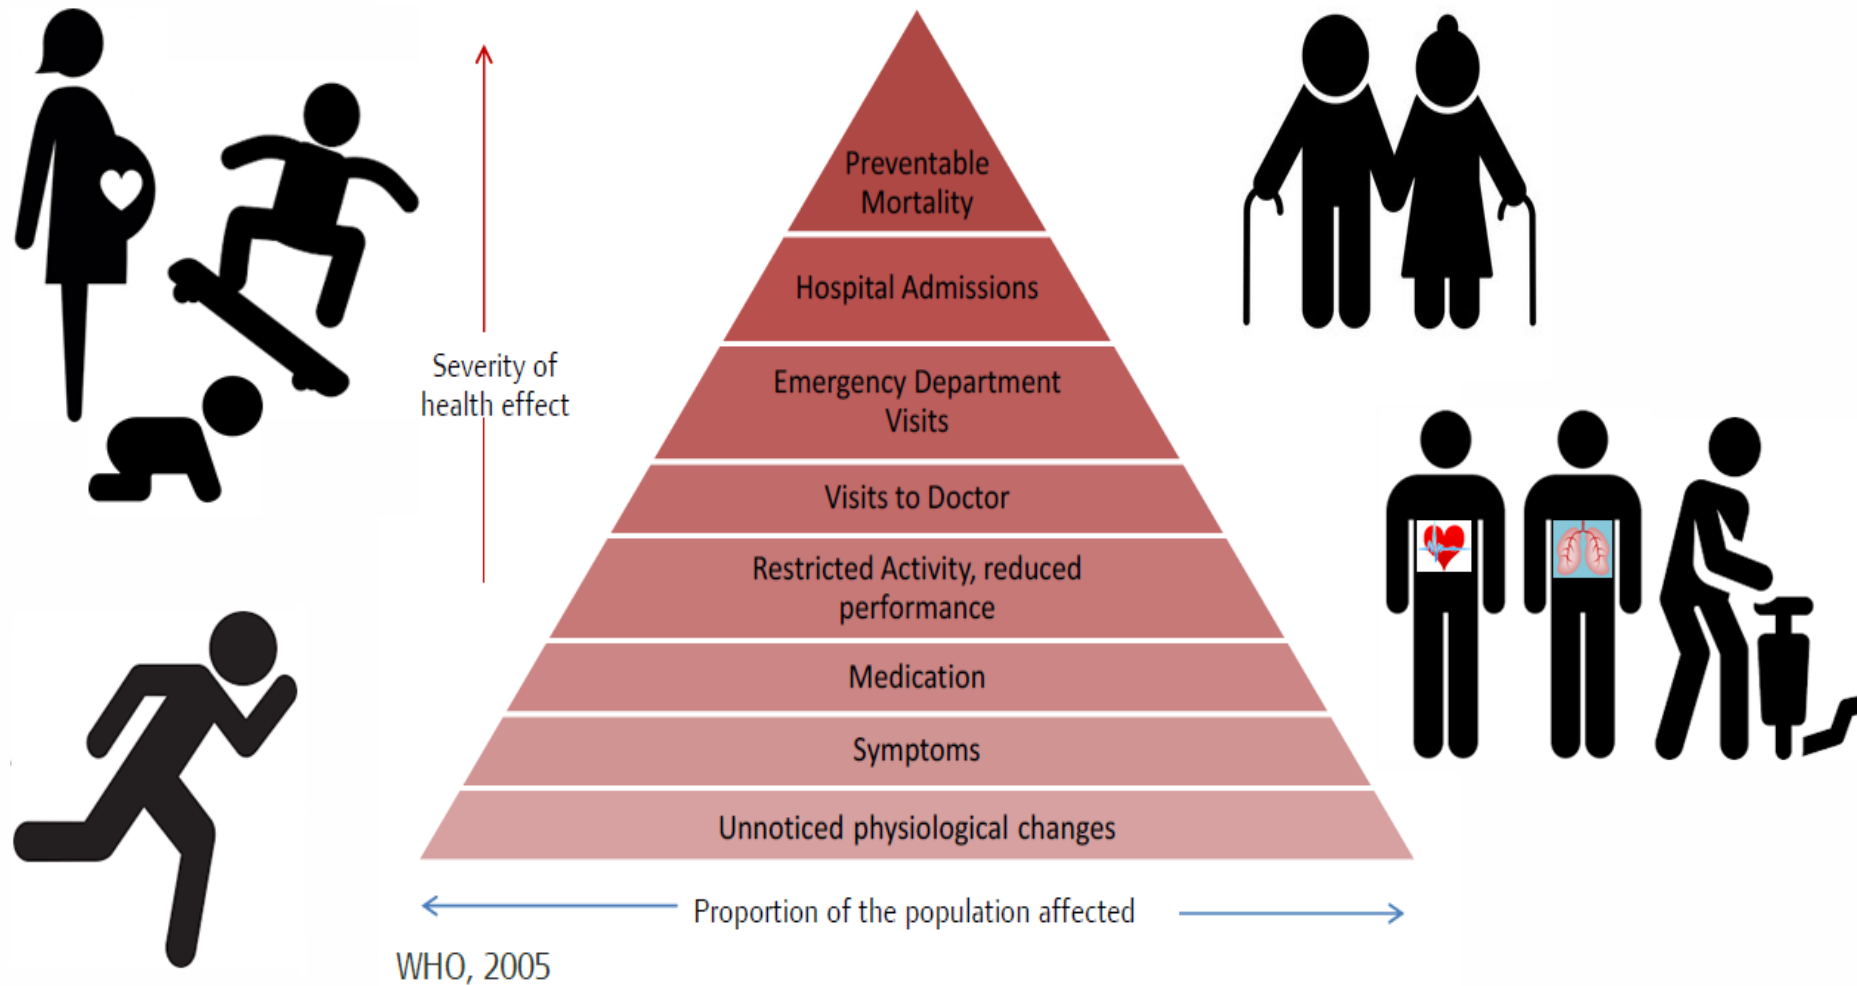 Preventable
Mortality
Hospital Admissions
Severity of
health effect
Emergency Department
Visits
Visits to Doctor
Restricted Activity, reduced
performance
Medication
Symptoms
Unnoticed physiological changes
Proportion of the population affected
WHO, 2005